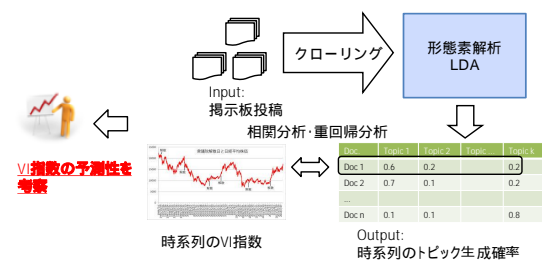 クローリング
形態素解析
LDA
Input:
掲示板投稿
相関分析・重回帰分析
VI指数の予測性を
考察
Doc. Topic 1 Topic 2 Topic ... Topic k
Doc 1 0.6 0.2 0.2
Doc 2 0.7 0.1 0.2
...
Doc n 0.1 0.1 0.8
時系列のVI指数
Output:
時系列のトピック生成確率